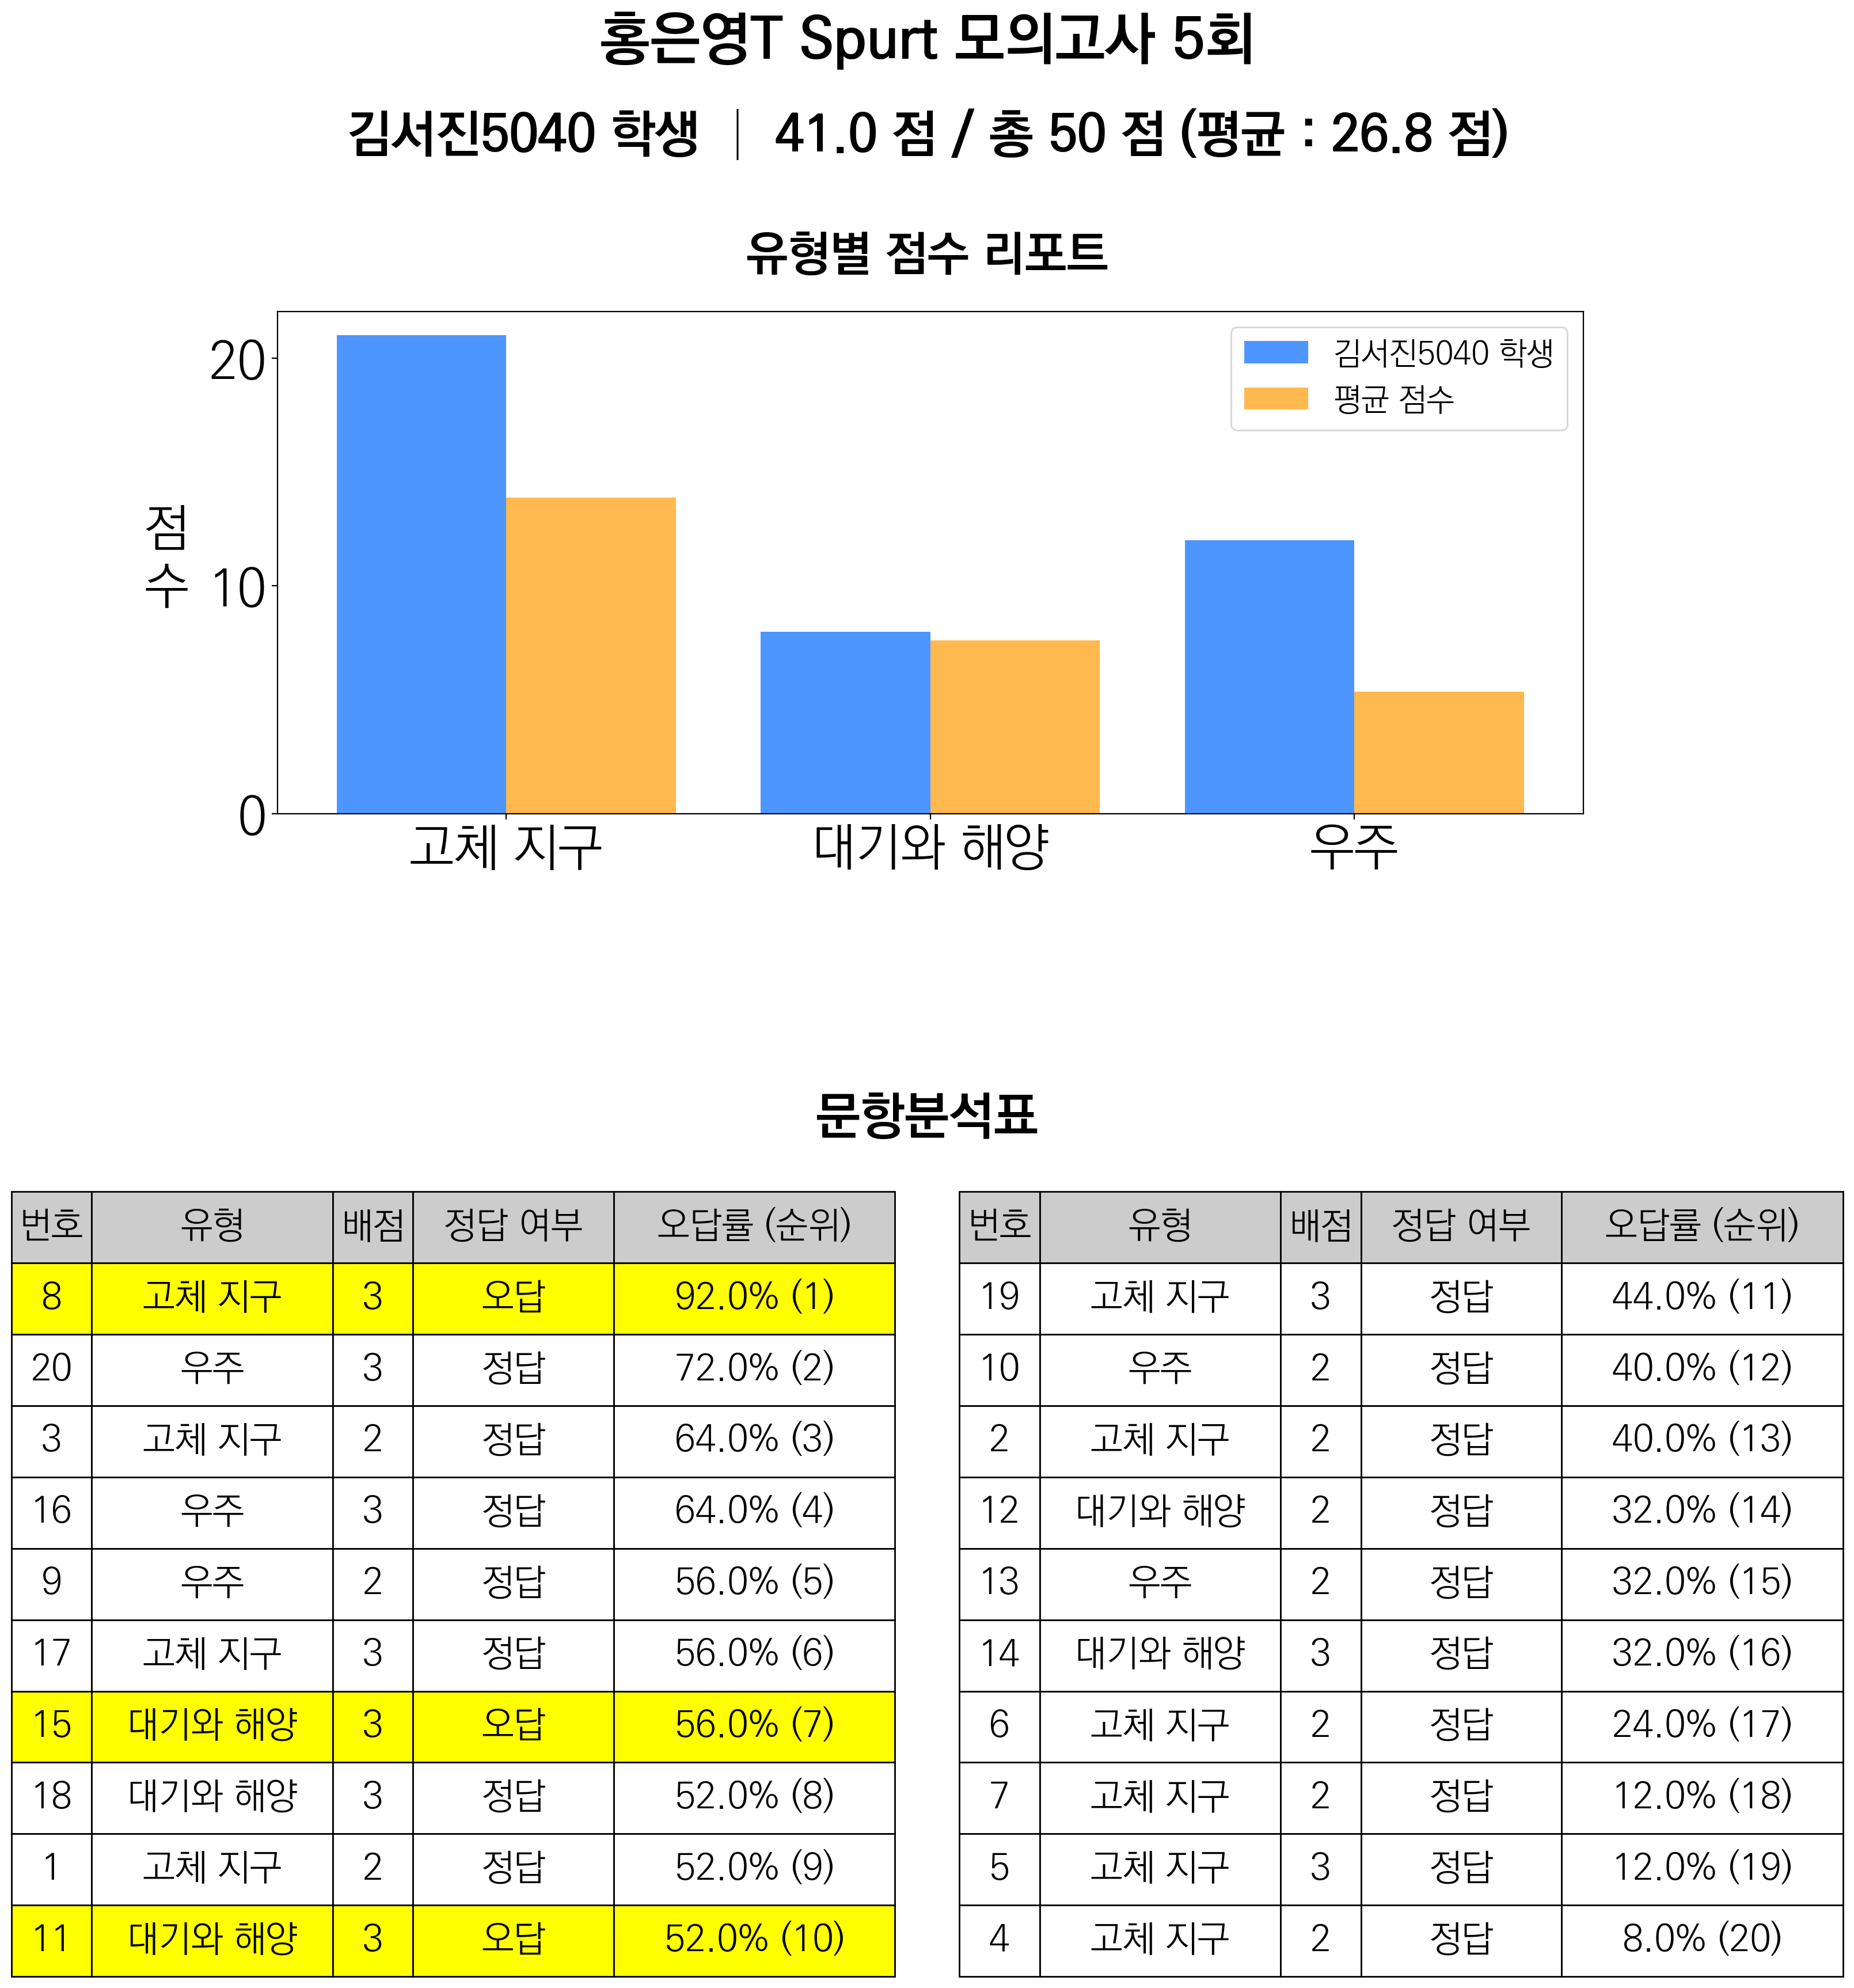 홍은영T Spurt 모의고사 5회
김서진5040 학생 | 41.0 점 / 총 50 점 (평균 : 26.8 점)
유형별 점수 리포트
김서진5040 학생
평균 점수
점
수
20
10
0
고체 지구 대기와 해양 우주
문항분석표
번호 유형 배점 정답 여부 오답률 (순위)
8 고체 지구 3 오답 92.0% (1)
20 우주 3 정답 72.0% (2)
3 고체 지구 2 정답 64.0% (3)
16 우주 3 정답 64.0% (4)
9 우주 2 정답 56.0% (5)
17 고체 지구 3 정답 56.0% (6)
15 대기와 해양 3 오답 56.0% (7)
18 대기와 해양 3 정답 52.0% (8)
1 고체 지구 2 정답 52.0% (9)
11 대기와 해양 3 오답 52.0% (10)
번호 유형 배점 정답 여부 오답률 (순위)
19 고체 지구 3 정답 44.0% (11)
10 우주 2 정답 40.0% (12)
2 고체 지구 2 정답 40.0% (13)
12 대기와 해양 2 정답 32.0% (14)
13 우주 2 정답 32.0% (15)
14 대기와 해양 3 정답 32.0% (16)
6 고체 지구 2 정답 24.0% (17)
7 고체 지구 2 정답 12.0% (18)
5 고체 지구 3 정답 12.0% (19)
4 고체 지구 2 정답 8.0% (20)